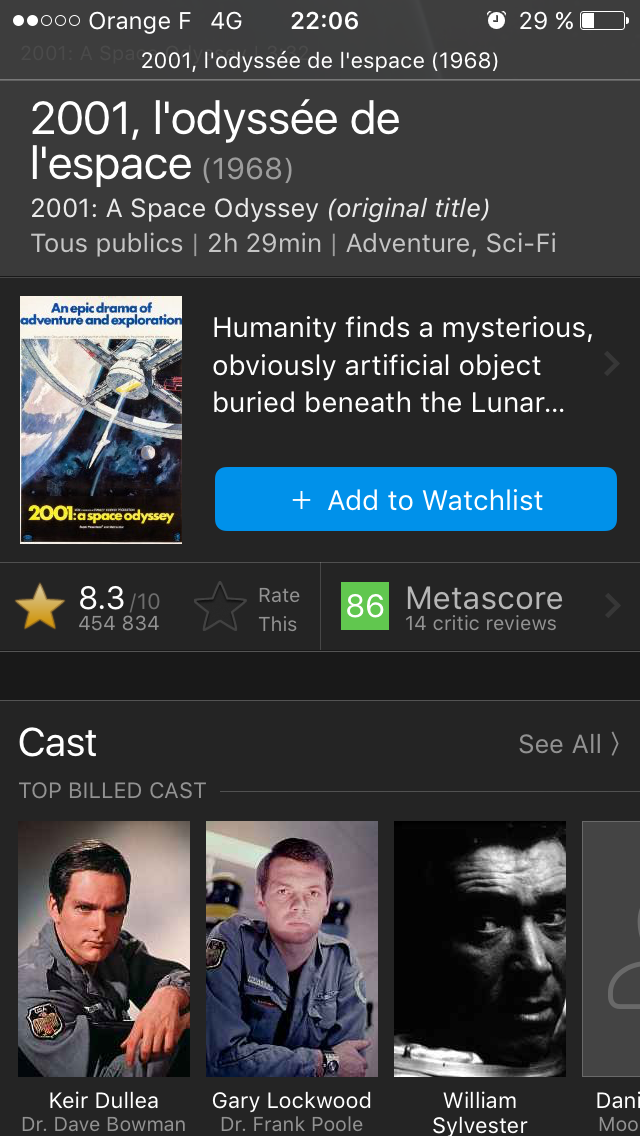 Orange F 4G 22:06 29 %
2001: A Space Odyssey
2001, l'odyssée de l'espace (1968)
2001, l'odyssée de
l'espace (1968)
2001: A Space Odyssey (original title)
Tous publics | 2h 29min | Adventure, Sci-Fi
An epic drama of
adventure and exploration
2001: a space odyssey
Humanity finds a mysterious,
obviously artificial object
buried beneath the Lunar...
+ Add to Watchlist
8.3/10
454 834
Rate
This
86
Metascore
14 critic reviews
Cast
See All
TOP BILLED CAST
Keir Dullea
Dr. Dave Bowman
Gary Lockwood
Dr. Frank Poole
William
Sylvester
Dani
Moo